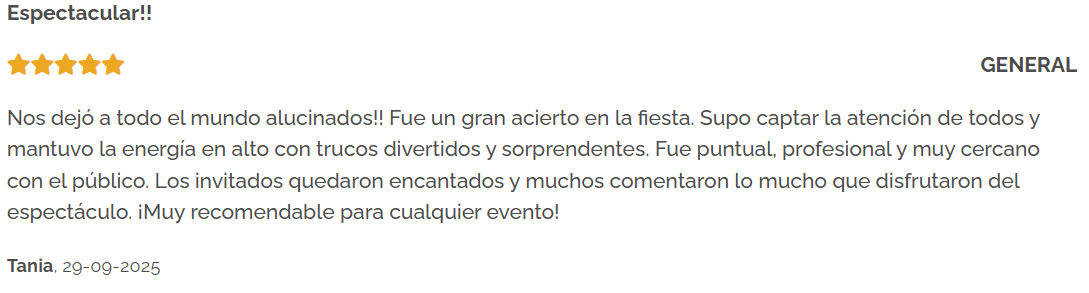 Espectacular!!
GENERAL
Nos dejó a todo el mundo alucinados!! Fue un gran acierto en la fiesta. Supo captar la atención de todos y
mantuvo la energía en alto con trucos divertidos y sorprendentes. Fue puntual, profesional y muy cercano
con el público. Los invitados quedaron encantados y muchos comentaron lo mucho que disfrutaron del
espectáculo. ¡Muy recomendable para cualquier evento!
Tania, 29-09-2025